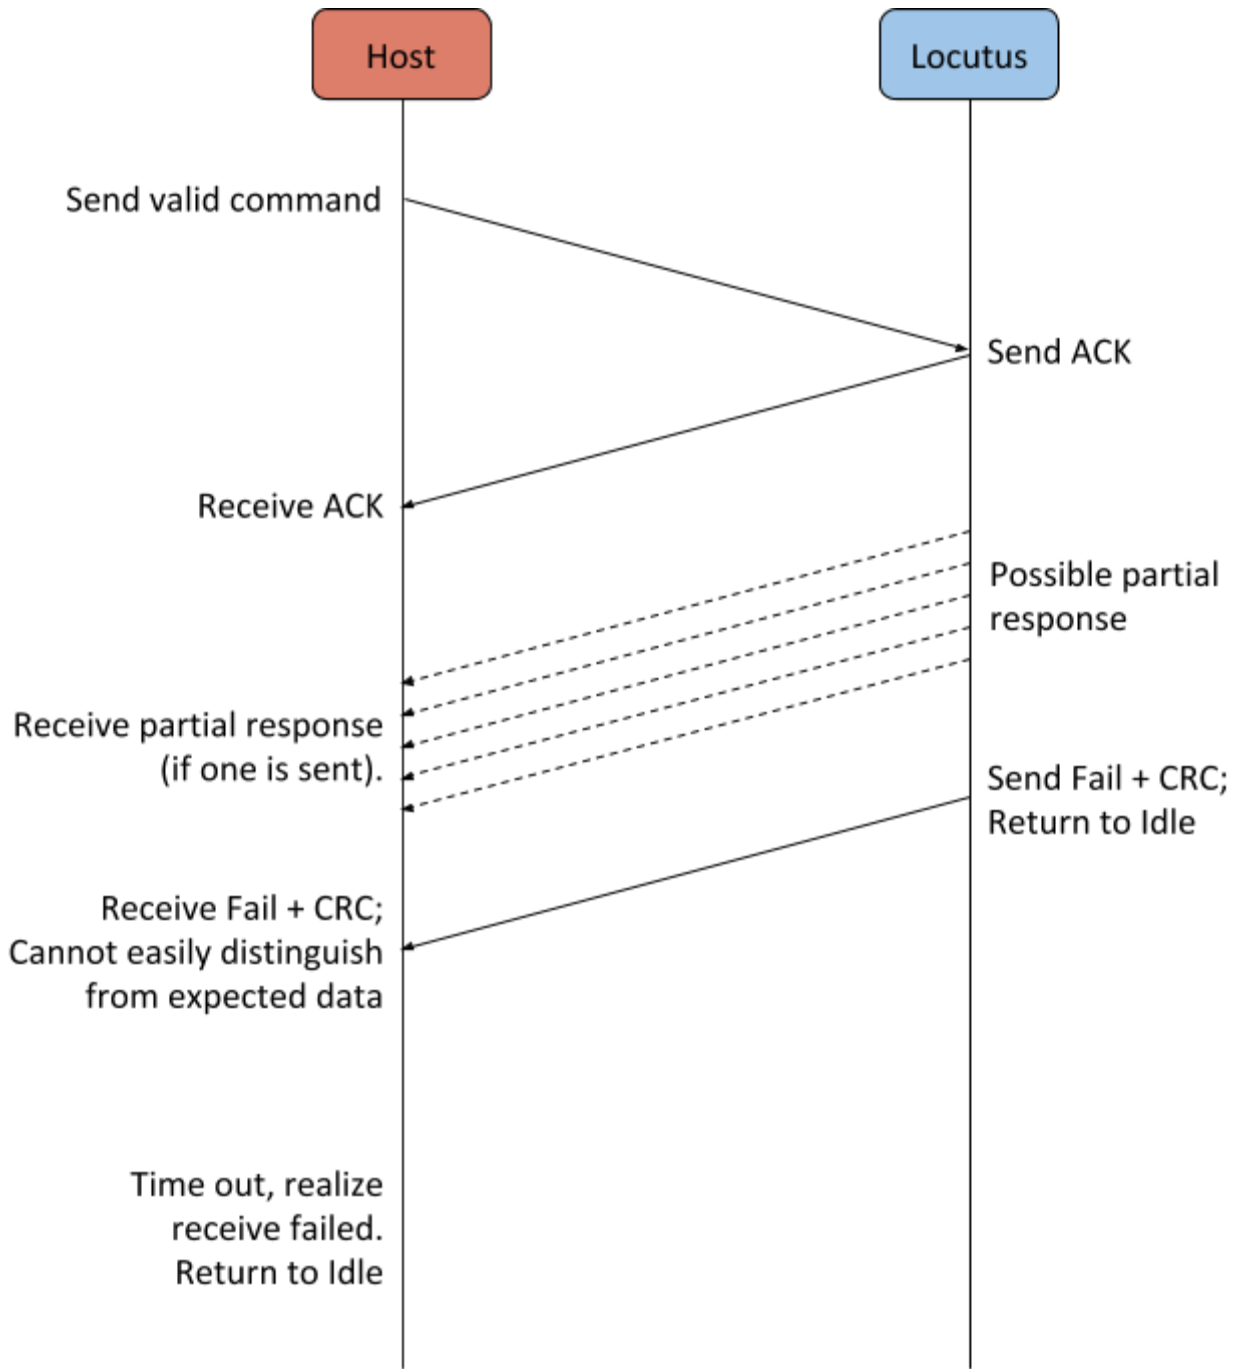 Host
Locutus
Send valid command
Send ACK
Receive ACK
Possible partial
response
Receive partial response
(if one is sent).
Send Fail + CRC;
Return to Idle
Receive Fail + CRC;
Cannot easily distinguish
from expected data
Time out, realize
receive failed.
Return to Idle